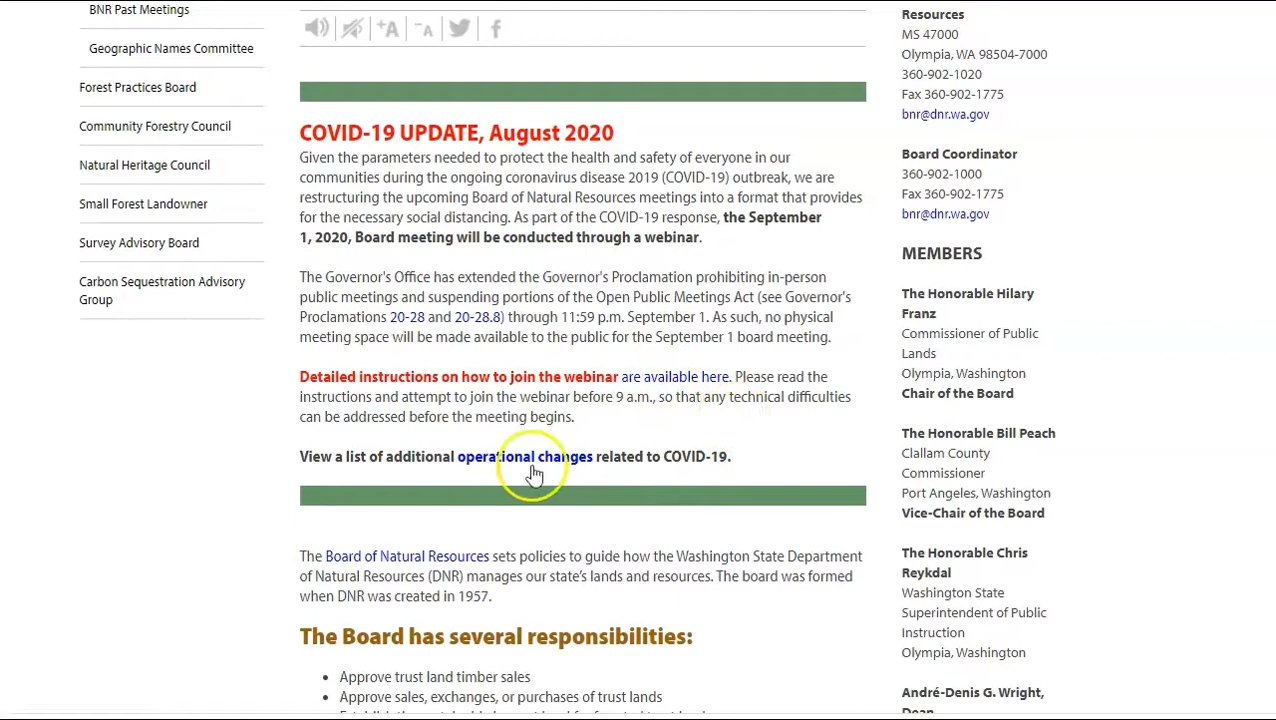 BNR Past Meetings
Geographic Names Committee
Forest Practices Board
Community Forestry Council
Natural Heritage Council
Small Forest Landowner
Survey Advisory Board
Carbon Sequestration Advisory
Group
+A
-A
COVID-19 UPDATE, August 2020
Given the parameters needed to protect the health and safety of everyone in our
communities during the ongoing coronavirus disease 2019 (COVID-19) outbreak, we are
restructuring the upcoming Board of Natural Resources meetings into a format that provides
for the necessary social distancing. As part of the COVID-19 response, the September
1, 2020, Board meeting will be conducted through a webinar.
The Governor's Office has extended the Governor's Proclamation prohibiting in-person
public meetings and suspending portions of the Open Public Meetings Act (see Governor's
Proclamations 20-28 and 20-28.8) through 11:59 p.m. September 1. As such, no physical
meeting space will be made available to the public for the September 1 board meeting.
Detailed instructions on how to join the webinar are available here. Please read the
instructions and attempt to join the webinar before 9 a.m., so that any technical difficulties
can be addressed before the meeting begins.
View a list of additional operational changes related to COVID-19.
The Board of Natural Resources sets policies to guide how the Washington State Department
of Natural Resources (DNR) manages our state's lands and resources. The board was formed
when DNR was created in 1957.
The Board has several responsibilities:
• Approve trust land timber sales
• Approve sales, exchanges, or purchases of trust lands
Resources
MS 47000
Olympia, WA 98504-7000
360-902-1020
Fax 360-902-1775
bnr@dnr.wa.gov
Board Coordinator
360-902-1000
Fax 360-902-1775
bnr@dnr.wa.gov
MEMBERS
The Honorable Hilary
Franz
Commissioner of Public
Lands
Olympia, Washington
Chair of the Board
The Honorable Bill Peach
Clallam County
Commissioner
Port Angeles, Washington
Vice-Chair of the Board
The Honorable Chris
Reykdal
Washington State
Superintendent of Public
Instruction
Olympia, Washington
André-Denis G. Wright,
Dean